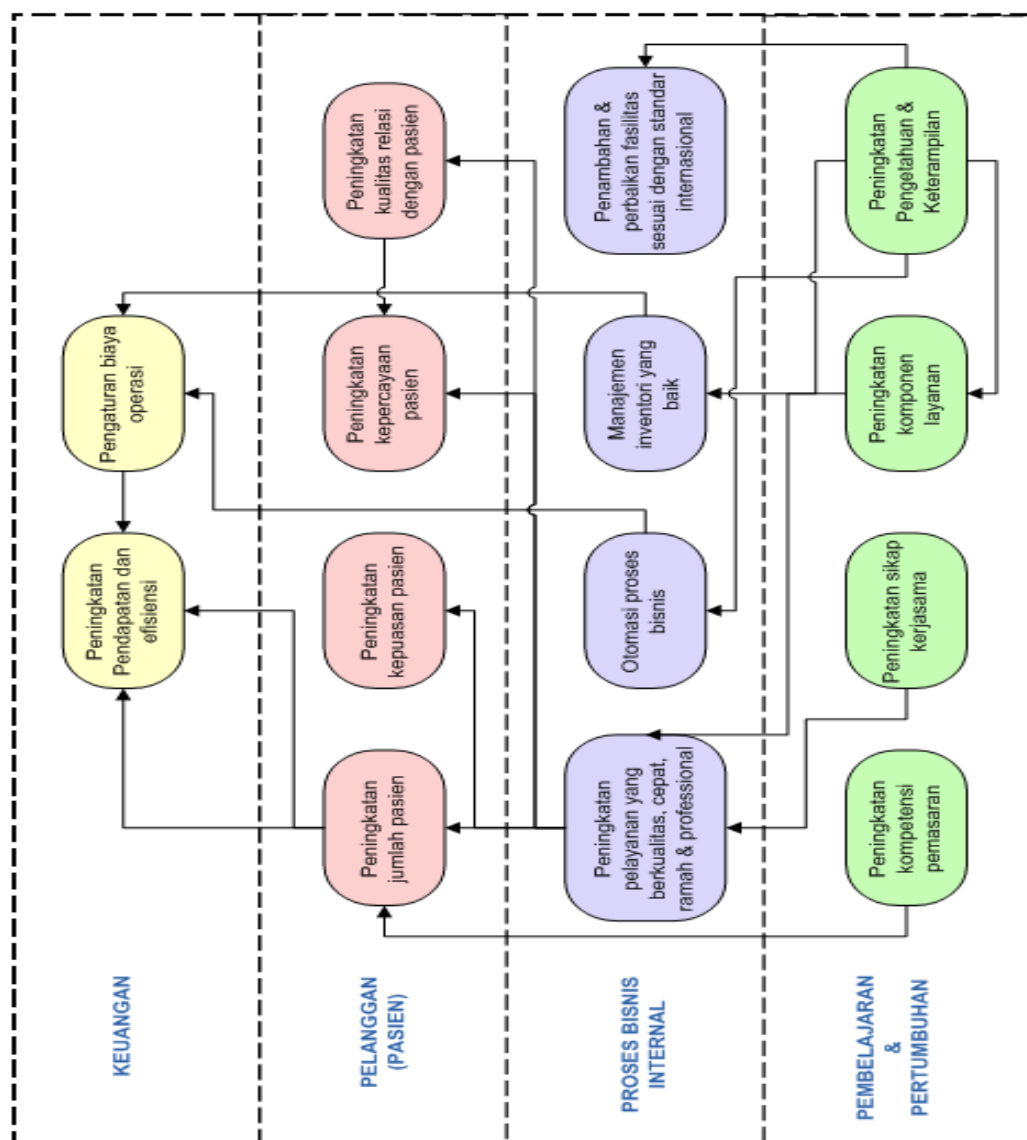 KEUANGAN
Peningkatan
Pendapatan dan
efisiensi
Pengaturan biaya
operasi
PELANGGAN
(PASIEN)
Peningkatan
jumlah pasien
Peningkatan
kepuasan pasien
Peningkatan
kepercayaan
pasien
Peningkatan
kualitas relasi
dengan pasien
PROSES BISNIS
INTERNAL
Peningkatan
pelayanan yang
berkualitas, cepat,
ramah & professional
Otomasi proses
bisnis
Manajemen
inventori yang
baik
Penambahan &
perbaikan fasilitas
sesuai dengan standar
internasional
PEMBELAJARAN
&
PERTUMBUHAN
Peningkatan
kompetensi
pemasaran
Peningkatan sikap
kerjasama
Peningkatan
komponen
layanan
Peningkatan
Pengetahuan &
Keterampilan